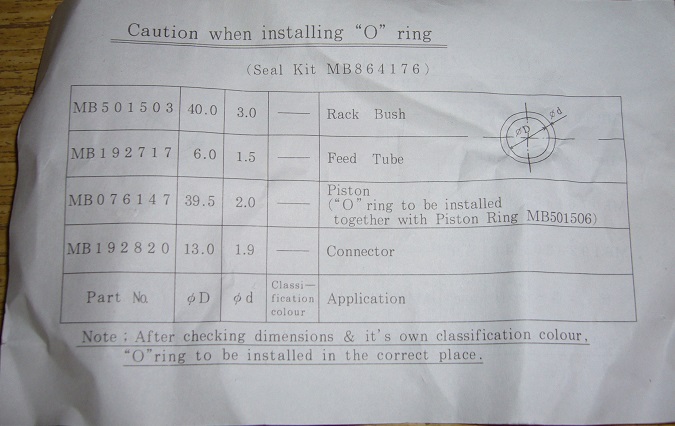 Caution when installing “O” ring
(Seal Kit MB864176)
MB501503 40.0 3.0 — Rack Bush
MB192717 6.0 1.5 — Feed Tube
MB076147 39.5 2.0 — Piston
(“O” ring to be installed
together with Piston Ring MB501506)
MB192820 13.0 1.9 — Connector
Part No. φD φd Classi-
fication
colour Application
φD φd
Note : After checking dimensions & it's own classification colour,
“O” ring to be installed in the correct place.